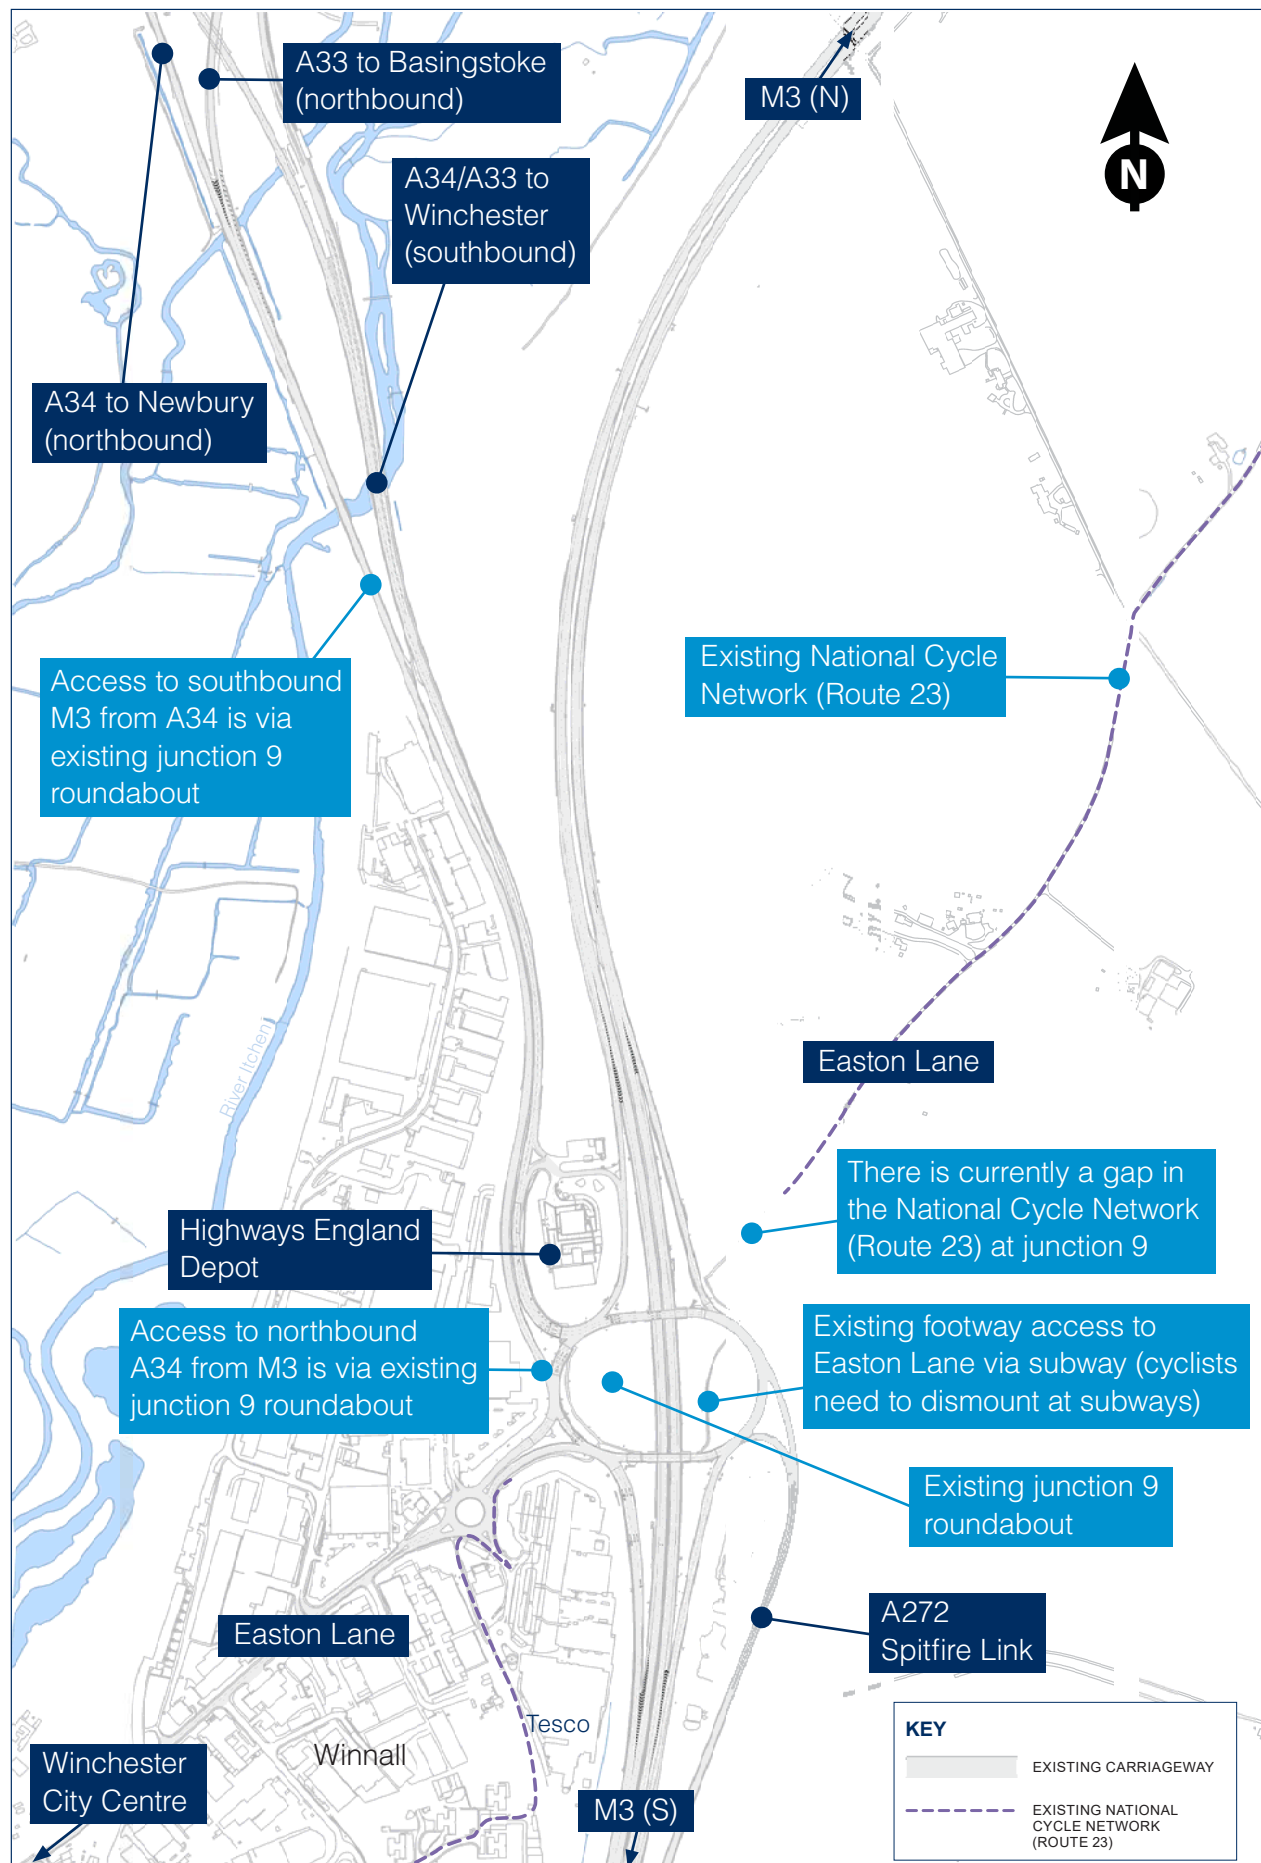 A33 to Basingstoke
(northbound)
M3 (N)
N
A34/A33 to
Winchester
(southbound)
A34 to Newbury
(northbound)
Existing National Cycle
Network (Route 23)
Access to southbound
M3 from A34 is via
existing junction 9
roundabout
River Itchen
Easton Lane
There is currently a gap in
the National Cycle Network
(Route 23) at junction 9
Highways England
Depot
Access to northbound
A34 from M3 is via existing
junction 9 roundabout
Existing footway access to
Easton Lane via subway (cyclists
need to dismount at subways)
Existing junction 9
roundabout
A272
Spitfire Link
Easton Lane
Tesco
Winnall
Winchester
City Centre
M3 (S)
KEY
EXISTING CARRIAGEWAY
EXISTING NATIONAL
CYCLE NETWORK
(ROUTE 23)